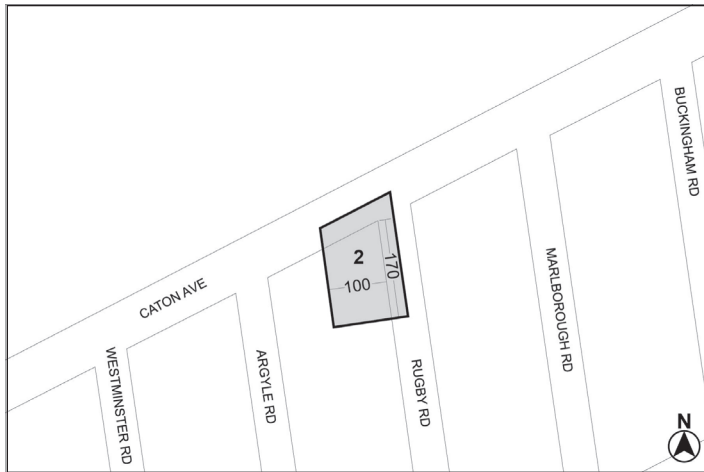 BUCKINGHAM RD
MARLBOROUGH RD
2
170
100
CATON AVE
WESTMINSTER RD
ARGYLE RD
RUGBY RD
N